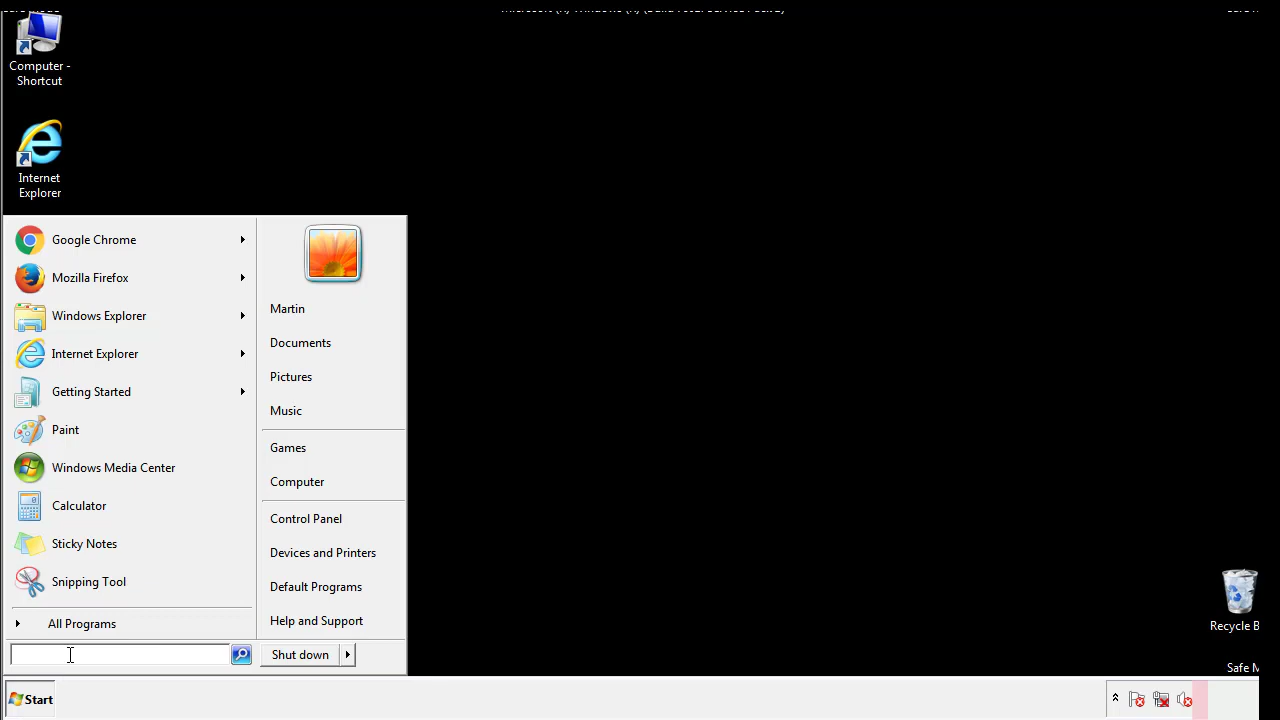 Computer -
Shortcut
Internet
Explorer
Google Chrome
Mozilla Firefox
Windows Explorer
Internet Explorer
Getting Started
Paint
Windows Media Center
Calculator
Sticky Notes
Snipping Tool
All Programs
Martin
Documents
Pictures
Music
Games
Computer
Control Panel
Devices and Printers
Default Programs
Help and Support
Shut down
Recycle B
Safe M
Start